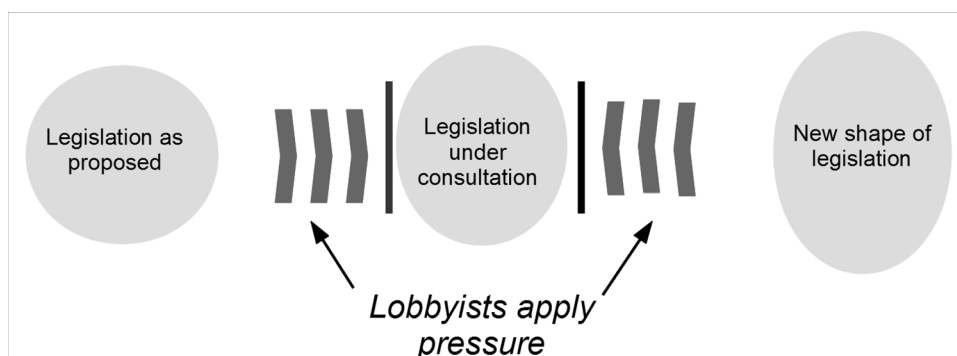 Legislation as
proposed
Legislation
under
consultation
New shape of
legislation
Lobbyists apply
pressure